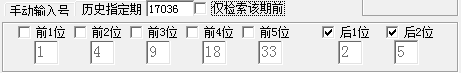 手动输入号 历史指定期 17036 仅检索该期前
前1位 前2位 前3位 前4位 前5位 后1位 后2位
1 4 9 18 33 2 5